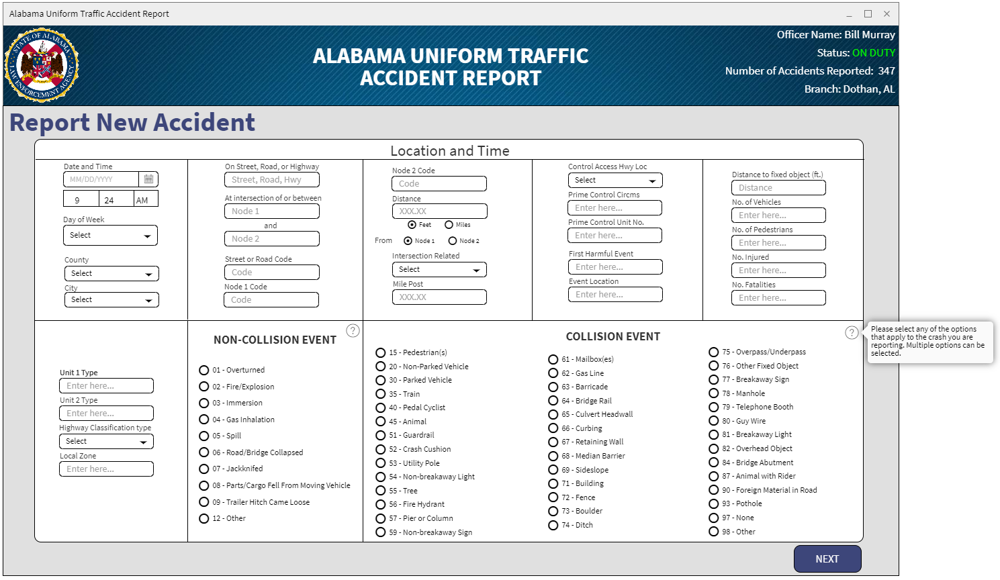 Alabama Uniform Traffic Accident Report
STATE OF ALABAMA
LAW ENFORCEMENT AGENCY
ALABAMA UNIFORM TRAFFIC
ACCIDENT REPORT
Officer Name: Bill Murray
Status: ON DUTY
Number of Accidents Reported: 347
Branch: Dothan, AL
Report New Accident
Location and Time
Date and Time
MM/DD/YYYY
9 24 AM
Day of Week
Select
County
Select
City
Select
On Street, Road, or Highway
Street, Road, Hwy
At intersection of or between
Node 1
and
Node 2
Street or Road Code
Code
Node 1 Code
Code
Node 2 Code
Code
Distance
XXX.XX
Feet Miles
From Node 1 Node 2
Intersection Related
Select
Mile Post
XXX.XX
Control Access Hwy Loc
Select
Prime Control Circms
Enter here...
Prime Control Unit No.
Enter here...
First Harmful Event
Enter here...
Event Location
Enter here...
Distance to fixed object (ft.)
Distance
No. of Vehicles
Enter here...
No. of Pedestrians
Enter here...
No. Injured
Enter here...
No. Fatalities
Enter here...
Unit 1 Type
Enter here...
Unit 2 Type
Enter here...
Highway Classification type
Select
Local Zone
Enter here...
NON-COLLISION EVENT
?
01 - Overturned
02 - Fire/Explosion
03 - Immersion
04 - Gas Inhalation
05 - Spill
06 - Road/Bridge Collapsed
07 - Jackknifed
08 - Parts/Cargo Fell From Moving Vehicle
09 - Trailer Hitch Came Loose
12 - Other
COLLISION EVENT
?
15 - Pedestrian(s)
20 - Non-Parked Vehicle
30 - Parked Vehicle
35 - Train
40 - Pedal Cyclist
45 - Animal
51 - Guardrail
52 - Crash Cushion
53 - Utility Pole
54 - Non-breakaway Light
55 - Tree
56 - Fire Hydrant
57 - Pier or Column
59 - Non-breakaway Sign
61 - Mailbox(es)
62 - Gas Line
63 - Barricade
64 - Bridge Rail
65 - Culvert Headwall
66 - Curbing
67 - Retaining Wall
68 - Median Barrier
69 - Sideslope
71 - Building
72 - Fence
73 - Boulder
74 - Ditch
75 - Overpass/Underpass
76 - Other Fixed Object
77 - Breakaway Sign
78 - Manhole
79 - Telephone Booth
80 - Guy Wire
81 - Breakaway Light
82 - Overhead Object
84 - Bridge Abutment
87 - Animal with Rider
90 - Foreign Material in Road
93 - Pothole
97 - None
98 - Other
Please select any of the options
that apply to the crash you are
reporting. Multiple options can be
selected.
NEXT